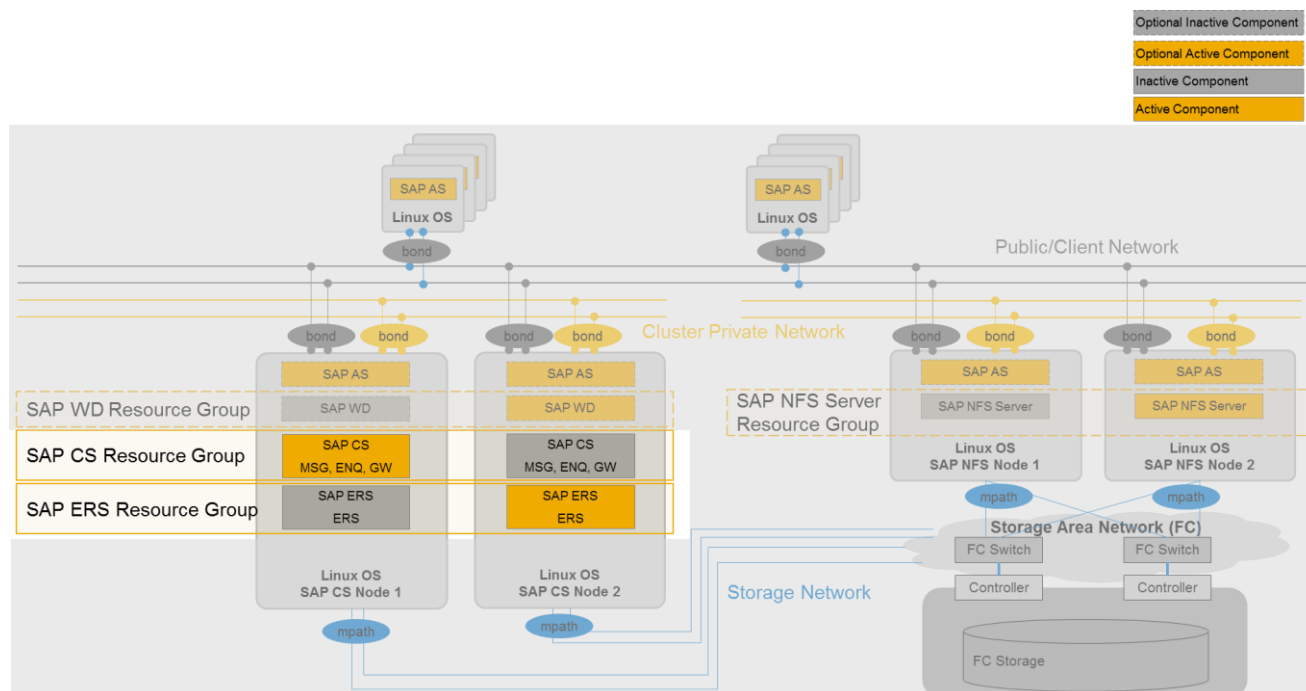 Optional Inactive Component
Optional Active Component
Inactive Component
Active Component
SAP AS
Linux OS
bond
SAP AS
Linux OS
bond
Public/Client Network
bond
bond
bond
bond
Cluster Private Network
bond
bond
bond
bond
SAP AS
SAP AS
SAP AS
SAP AS
SAP WD Resource Group
SAP WD
SAP WD
SAP NFS Server
Resource Group
SAP NFS Server
SAP NFS Server
SAP CS Resource Group
SAP CS
MSG, ENQ, GW
SAP CS
MSG, ENQ, GW
Linux OS
SAP NFS Node 1
Linux OS
SAP NFS Node 2
SAP ERS Resource Group
SAP ERS
ERS
SAP ERS
ERS
mpath
mpath
Storage Area Network (FC)
FC Switch
FC Switch
Linux OS
SAP CS Node 1
Linux OS
SAP CS Node 2
Controller
Controller
Storage Network
mpath
mpath
FC Storage